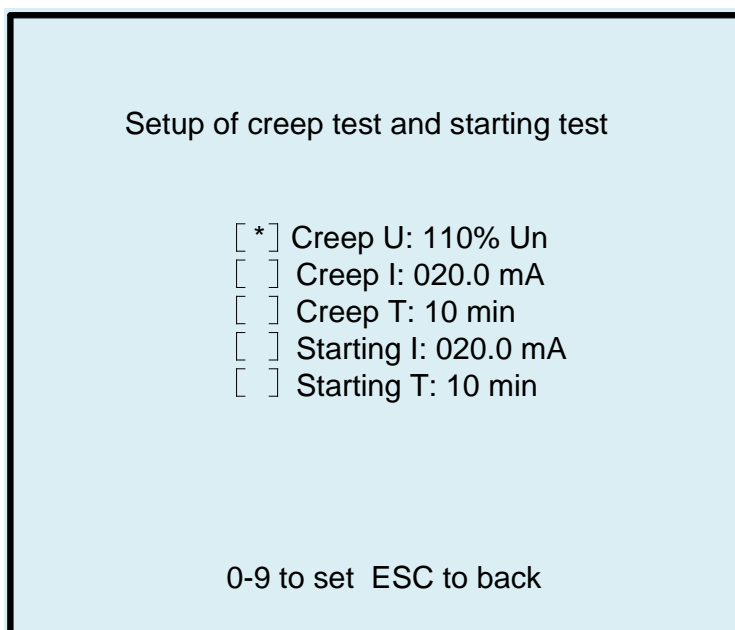 Setup of creep test and starting test
[ * ] Creep U: 110% Un
[   ] Creep I: 020.0 mA
[   ] Creep T: 10 min
[   ] Starting I: 020.0 mA
[   ] Starting T: 10 min
0-9 to set  ESC to back